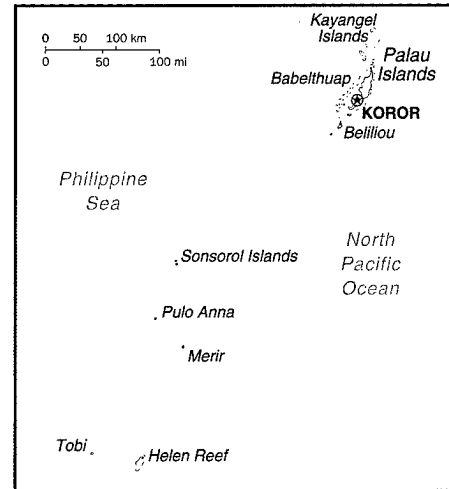 0 50 100 km
0 50 100 mi
Kayangel
Islands
Palau
Islands
Babelthuap
KOROR
Beliliou
Philippine
Sea
North
Pacific
Ocean
Sonsorol Islands
Pulo Anna
Merir
Tobi
Helen Reef